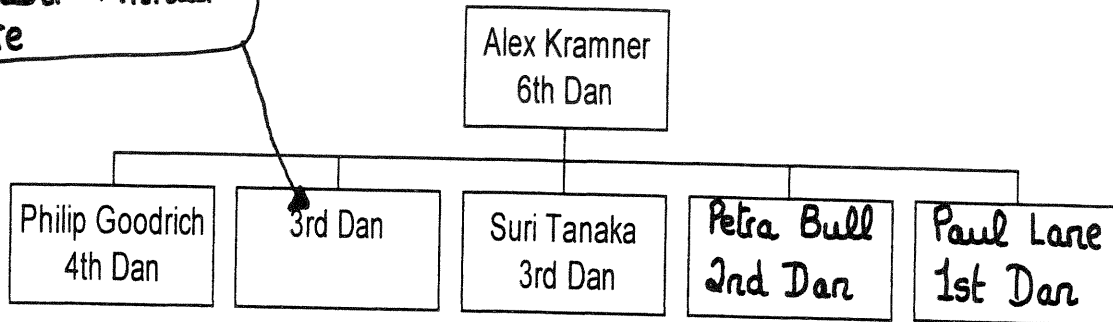 Alex Kramner
6th Dan
Philip Goodrich
4th Dan
3rd Dan
Suri Tanaka
3rd Dan
Petra Bull
2nd Dan
Paul Lane
1st Dan